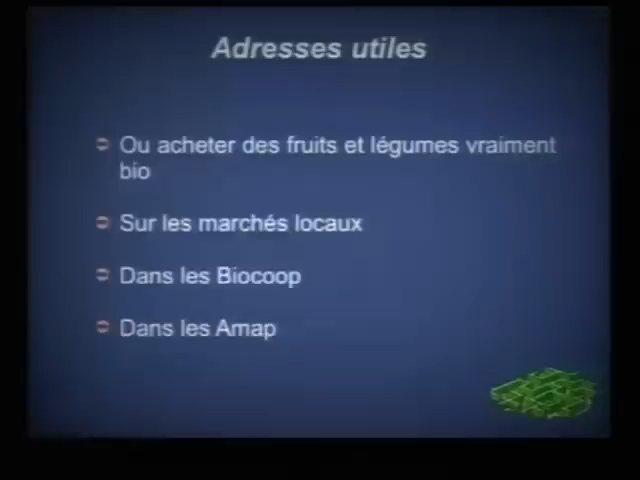 Adresses utiles
Ou acheter des fruits et légumes vraiment
bio
Sur les marchés locaux
Dans les Biocoop
Dans les Amap